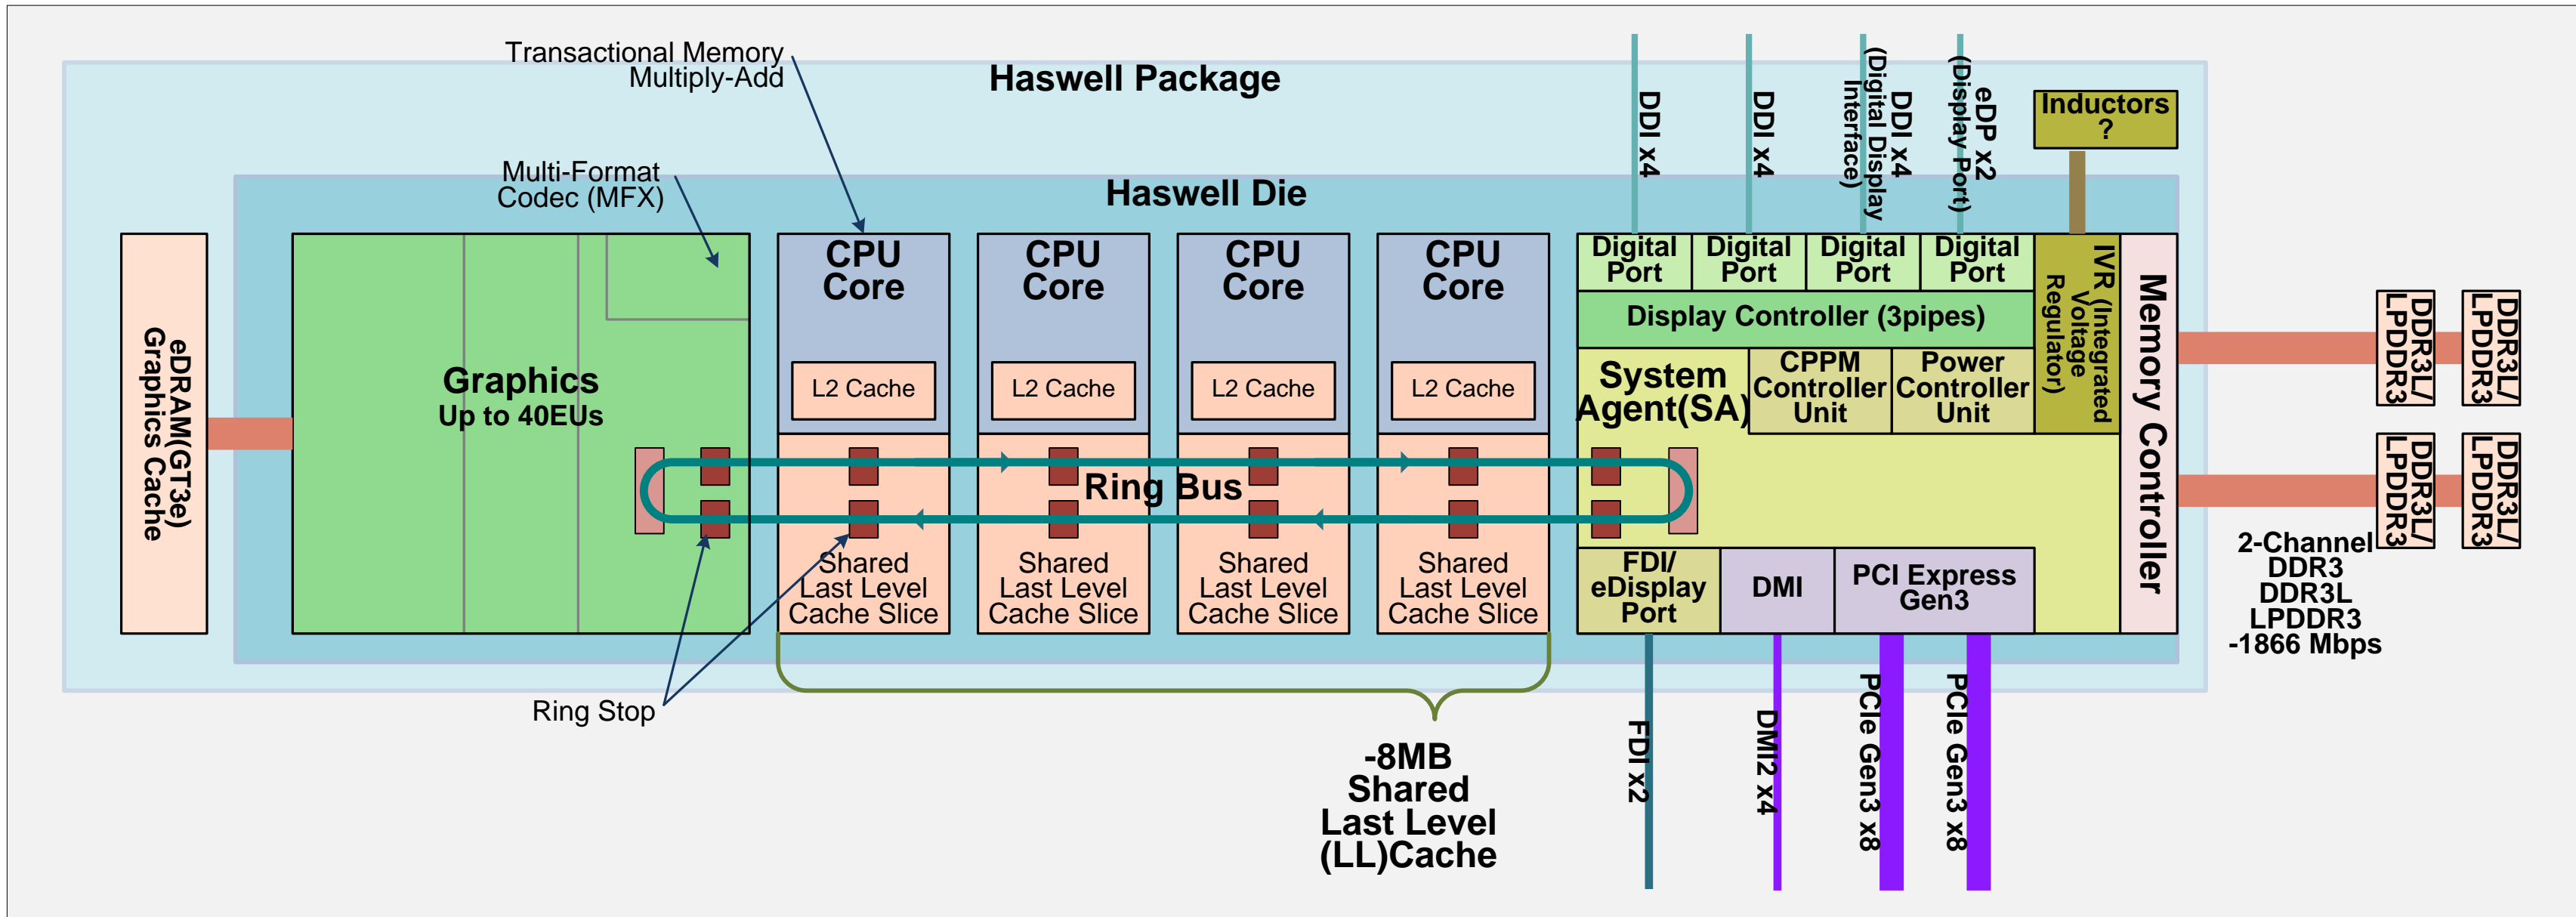 Transactional Memory
Multiply-Add
Haswell Package
Multi-Format
Codec (MFX)
Haswell Die
DDI x4
DDI x4
DDI x4
(Digital Display
Interface)
eDP x2
(Display Port)
Inductors
?
eDRAM(GT3e)
Graphics Cache
Graphics
Up to 40EUs
CPU
Core
L2 Cache
CPU
Core
L2 Cache
CPU
Core
L2 Cache
CPU
Core
L2 Cache
Ring Bus
Shared
Last Level
Cache Slice
Shared
Last Level
Cache Slice
Shared
Last Level
Cache Slice
Shared
Last Level
Cache Slice
Digital
Port
Digital
Port
Digital
Port
Digital
Port
Display Controller (3pipes)
System
Agent(SA)
CPPM
Controller
Unit
Power
Controller
Unit
IVR (Integrated
Voltage
Regulator)
Memory Controller
FDI/
eDisplay
Port
DMI
PCI Express
Gen3
DDR3L/
LPDDR3
DDR3L/
LPDDR3
DDR3L/
LPDDR3
DDR3L/
LPDDR3
2-Channel
DDR3
DDR3L
LPDDR3
-1866 Mbps
Ring Stop
-8MB
Shared
Last Level
(LL)Cache
FDI x2
DMI2 x4
PCIe Gen3 x8
PCIe Gen3 x8